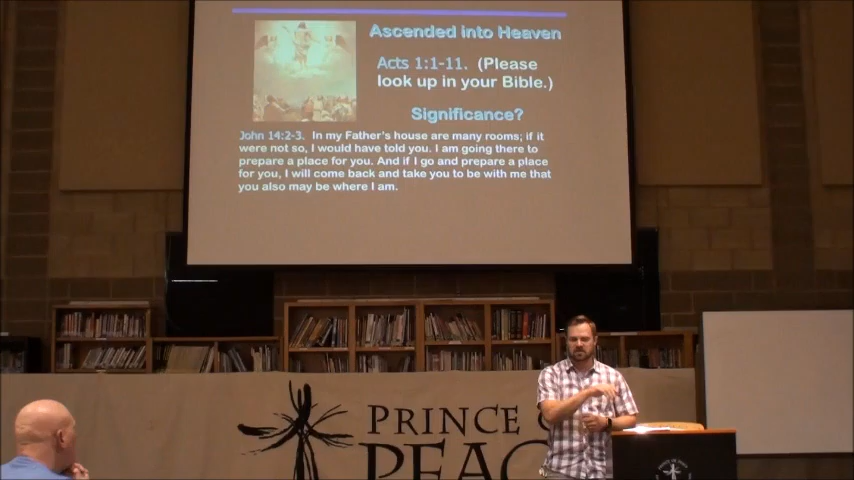 Ascended into Heaven
Acts 1:1-11. (Please
look up in your Bible.)
Significance?
John 14:2-3. In my Father's house are many rooms; if it
were not so, I would have told you. I am going there to
prepare a place for you. And if I go and prepare a place
for you, I will come back and take you to be with me that
you also may be where I am.
PRINCE
PEAC